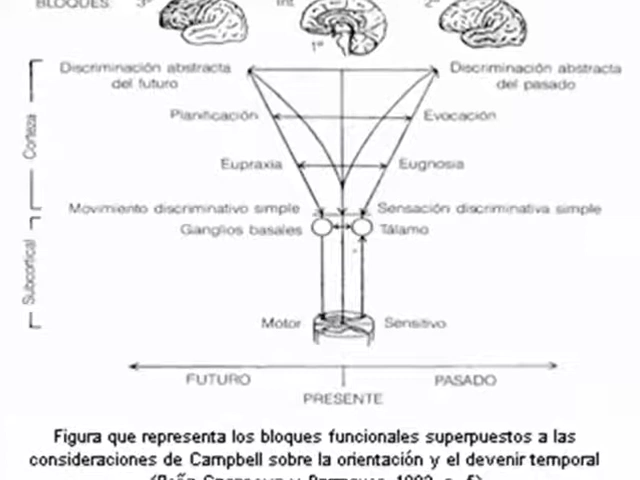 BLOQUES: 3º Int. 2º
1º
Discriminación abstracta del futuro
Discriminación abstracta del pasado
Planificación Evocación
Eupraxia Eugnosia
Movimiento discriminativo simple Sensación discriminativa simple
Ganglios basales Tálamo
Corteza
Subcortical
Motor Sensitivo
FUTURO PASADO
PRESENTE
Figura que representa los bloques funcionales superpuestos a las
consideraciones de Campbell sobre la orientación y el devenir temporal